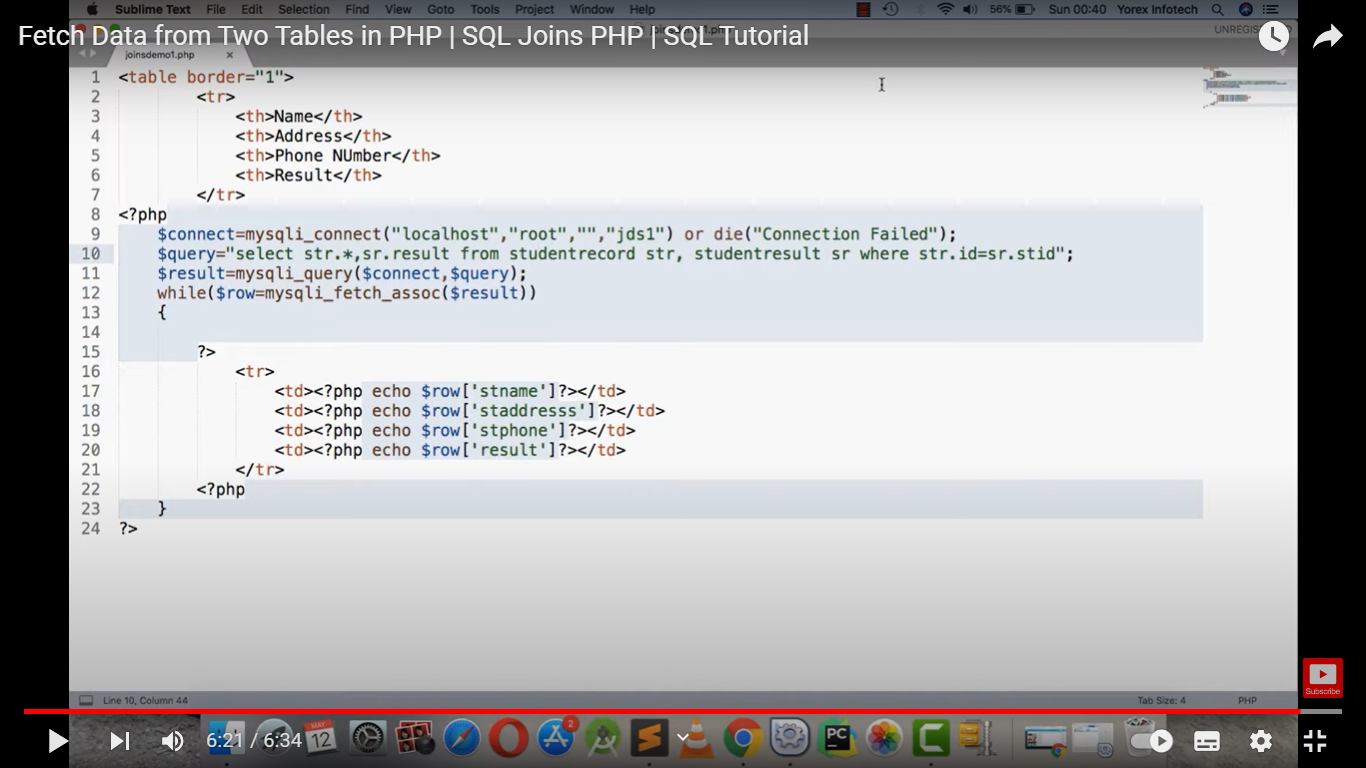 Sublime Text File Edit Selection Find View Goto Tools Project Window Help 56% Sun 00:40 Yorex Infotech
Fetch Data from Two Tables in PHP | SQL Joins PHP | SQL Tutorial
joinsdemo1.php ×
1 <table border="1">
2 <tr>
3 <th>Name</th>
4 <th>Address</th>
5 <th>Phone NUmber</th>
6 <th>Result</th>
7 </tr>
8 <?php
9 $connect=mysqli_connect("localhost","root","","jds1") or die("Connection Failed");
10 $query="select str.*,sr.result from studentrecord str, studentresult sr where str.id=sr.stid";
11 $result=mysqli_query($connect,$query);
12 while($row=mysqli_fetch_assoc($result))
13 {
14
15 ?>
16 <tr>
17 <td><?php echo $row['stname']?></td>
18 <td><?php echo $row['staddresss']?></td>
19 <td><?php echo $row['stphone']?></td>
20 <td><?php echo $row['result']?></td>
21 </tr>
22 <?php
23 }
24 ?>
Subscribe
Line 10, Column 44 Tab Size: 4 PHP
MAY
12
2
PC
6:21 / 6:34